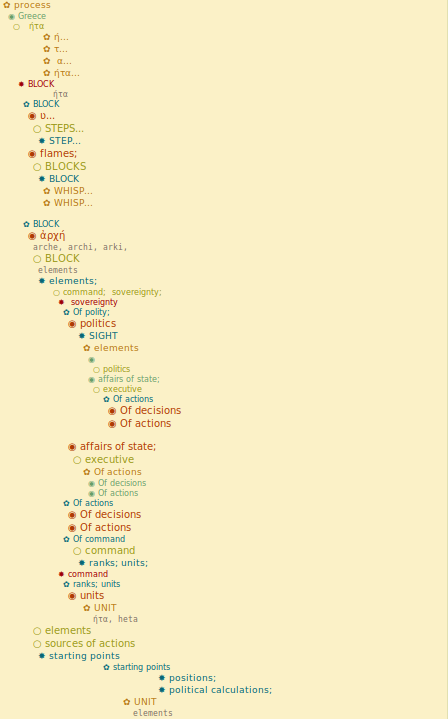 process
Greece
ήτα
ή...
τ...
α...
ήτα...
BLOCK
ήτα
BLOCK
υ...
STEPS...
STEP...
flames;
BLOCKS
BLOCK
WHISP...
WHISP...
BLOCK
ἀρχή
arche, archi, arki,
BLOCK
elements
elements;
command; sovereignty;
sovereignty
Of polity;
politics
SIGHT
elements
politics
affairs of state;
executive
Of actions
Of decisions
Of actions
affairs of state;
executive
Of actions
Of decisions
Of actions
Of actions
Of decisions
Of actions
Of command
command
ranks; units;
command
ranks; units
units
UNIT
ήτα, heta
elements
sources of actions
starting points
starting points
positions;
political calculations;
UNIT
elements